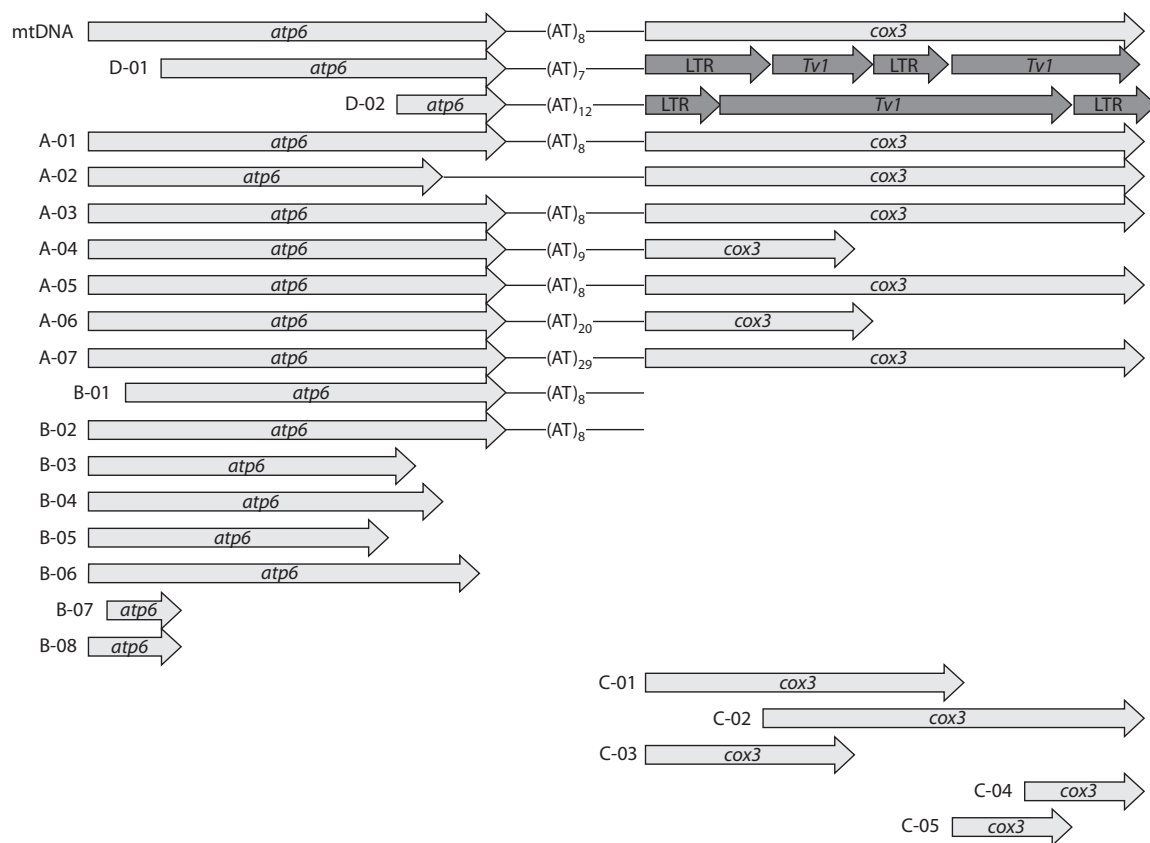 mtDNA atp6 (AT)8 cox3
D-01 atp6 (AT)7 LTR Tv1 LTR Tv1
D-02 atp6 (AT)12 LTR Tv1 LTR
A-01 atp6 (AT)8 cox3
A-02 atp6 cox3
A-03 atp6 (AT)8 cox3
A-04 atp6 (AT)9 cox3
A-05 atp6 (AT)8 cox3
A-06 atp6 (AT)20 cox3
A-07 atp6 (AT)29 cox3
B-01 atp6 (AT)8
B-02 atp6 (AT)8
B-03 atp6
B-04 atp6
B-05 atp6
B-06 atp6
B-07 atp6
B-08 atp6
C-01 cox3
C-02 cox3
C-03 cox3
C-04 cox3
C-05 cox3